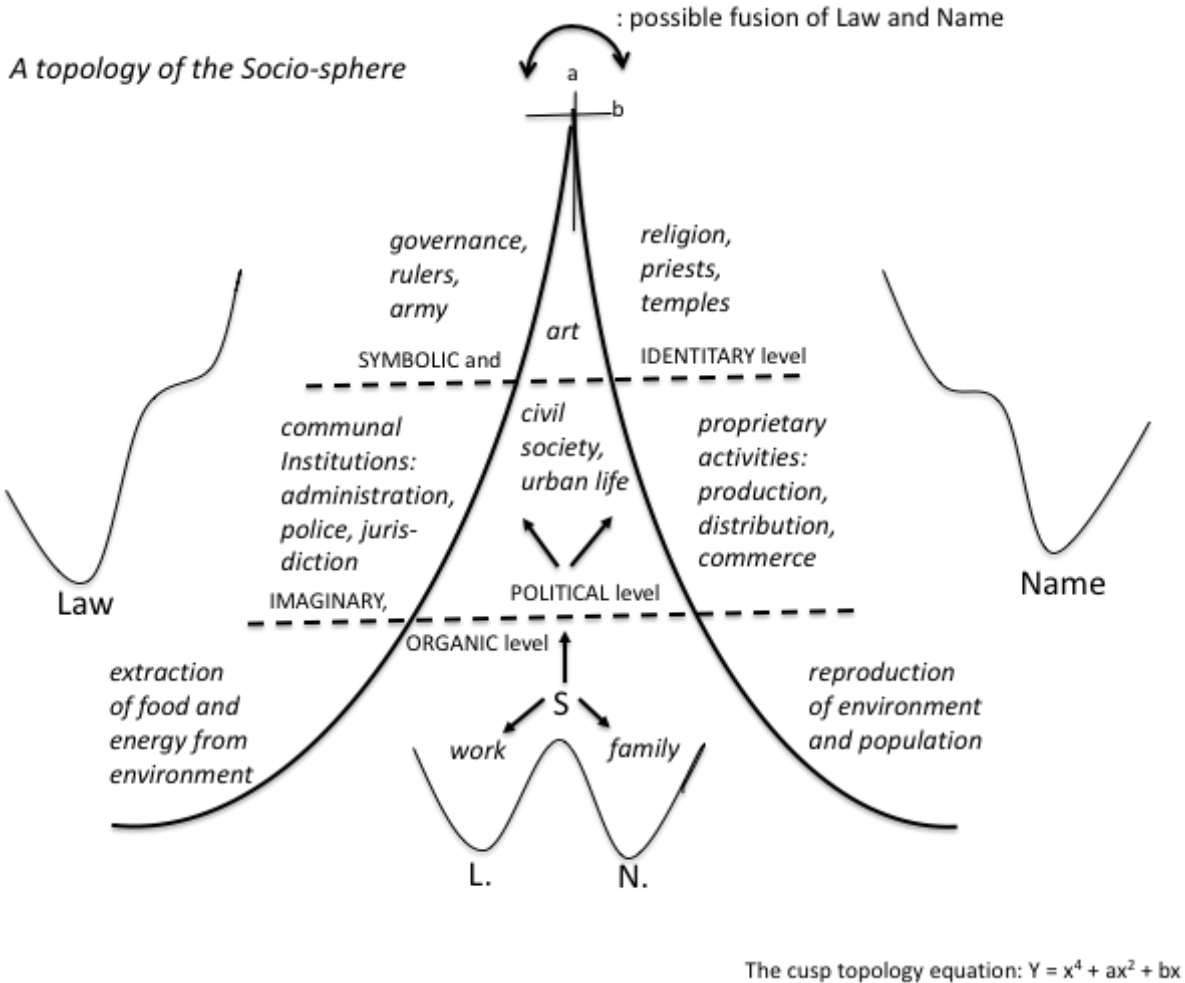 : possible fusion of Law and Name
A topology of the Socio-sphere
a
b
governance,
rulers,
army
religion,
priests,
temples
art
SYMBOLIC and
IDENTITARY level
communal
Institutions:
administration,
police, juris-
diction
civil
society,
urban life
proprietary
activities:
production,
distribution,
commerce
Law
Name
IMAGINARY,
POLITICAL level
ORGANIC level
extraction
of food and
energy from
environment
S
work
family
reproduction
of environment
and population
L.
N.
The cusp topology equation: Y = x⁴ + ax² + bx